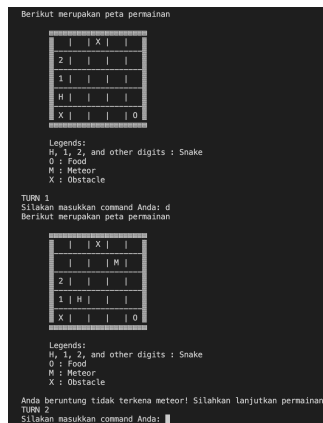 Berikut merupakan peta permainan
| | X | |
2 | | | |
1 | | | |
H | | | |
X | | | | O
Legends:
H, 1, 2, and other digits : Snake
O : Food
M : Meteor
X : Obstacle
TURN 1
Silakan masukkan command Anda: d
Berikut merupakan peta permainan
| | X | |
| | | M |
2 | | | |
1 | H | | |
X | | | | O
Legends:
H, 1, 2, and other digits : Snake
O : Food
M : Meteor
X : Obstacle
Anda beruntung tidak terkena meteor! Silahkan lanjutkan permainan
TURN 2
Silakan masukkan command Anda: